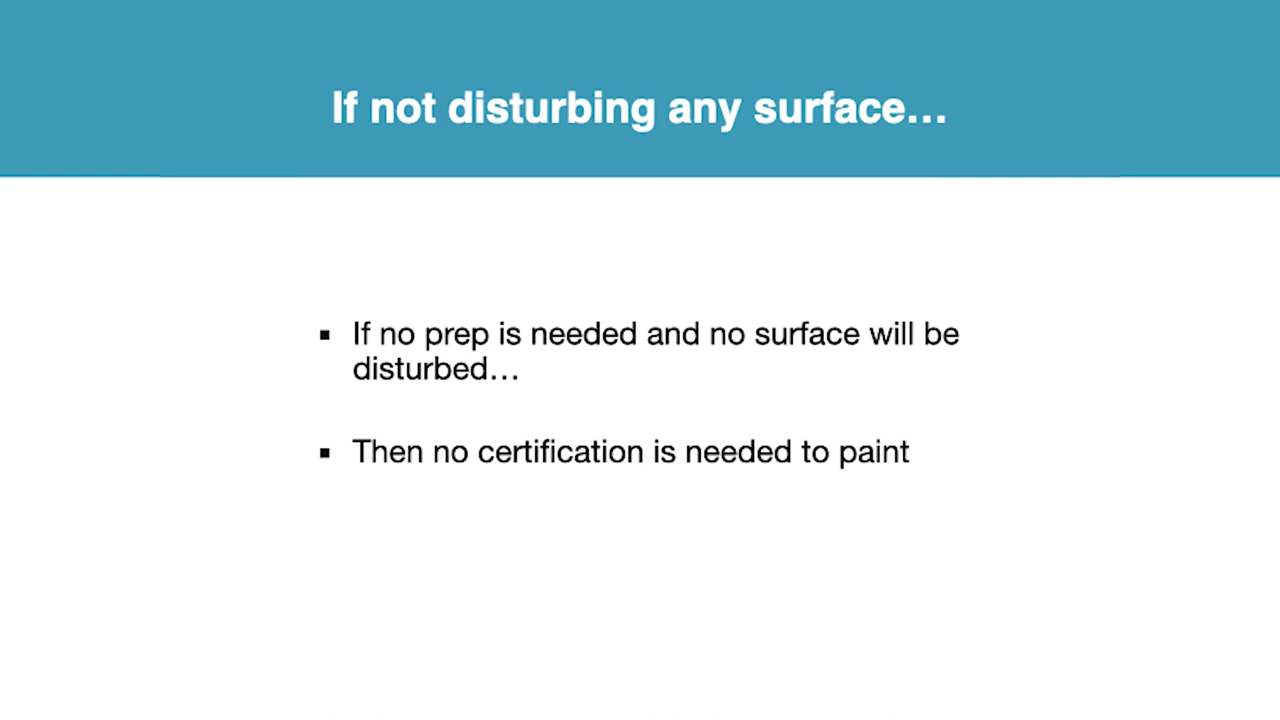 If not disturbing any surface…
▪ If no prep is needed and no surface will be
disturbed…
▪ Then no certification is needed to paint